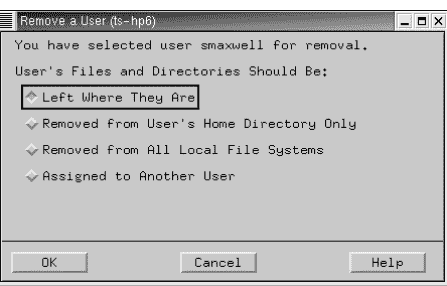 Remove a User (ts-hp6)
You have selected user smaxwell for removal.
User's Files and Directories Should Be:
Left Where They Are
Removed from User's Home Directory Only
Removed from All Local File Systems
Assigned to Another User
OK Cancel Help